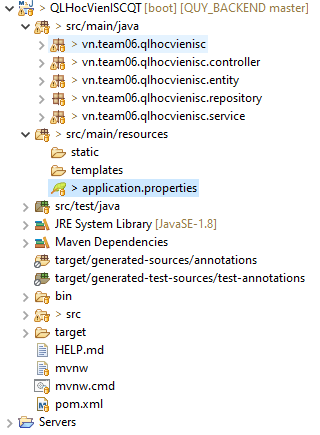 > QLHocVienISCQT [boot] [QUY_BACKEND master]
> src/main/java
> vn.team06.qlhocvienisc
> vn.team06.qlhocvienisc.controller
> vn.team06.qlhocvienisc.entity
> vn.team06.qlhocvienisc.repository
> vn.team06.qlhocvienisc.service
> src/main/resources
static
templates
> application.properties
src/test/java
JRE System Library [JavaSE-1.8]
Maven Dependencies
target/generated-sources/annotations
target/generated-test-sources/test-annotations
bin
> src
target
HELP.md
mvnw
mvnw.cmd
pom.xml
Servers